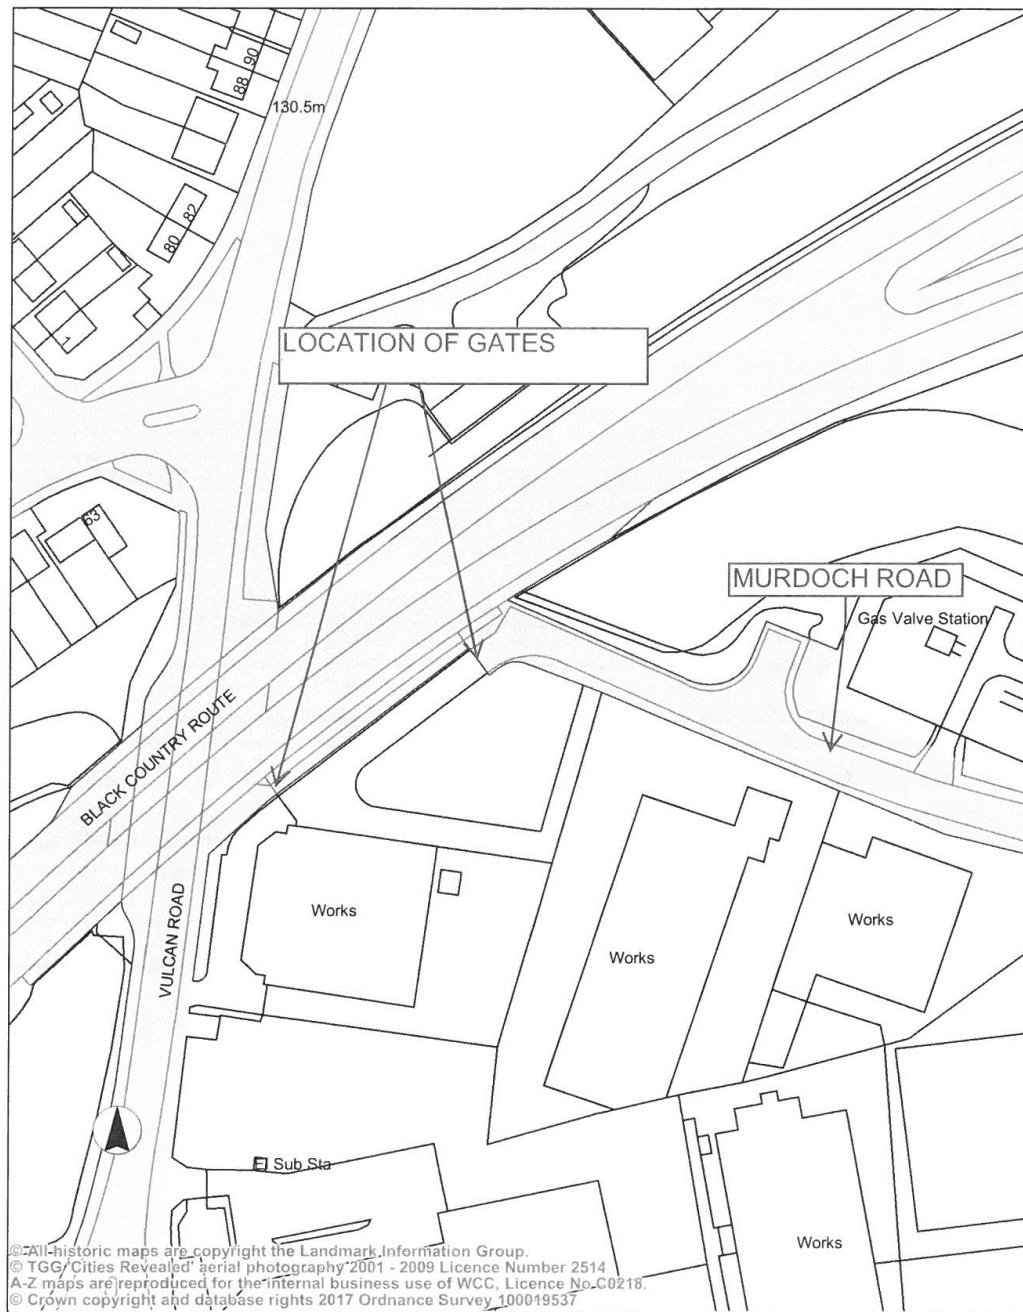 90
88
130.5m
82
80
1
LOCATION OF GATES
63
MURDOCH ROAD
Gas Valve Station
BLACK COUNTRY ROUTE
VULCAN ROAD
Works
Works
Works
El Sub Sta
Works
© All historic maps are copyright the Landmark Information Group.
© TGG 'Cities Revealed' aerial photography 2001 - 2009 Licence Number 2514
A-Z maps are reproduced for the internal business use of WCC, Licence No C0218.
© Crown copyright and database rights 2017 Ordnance Survey 100019537